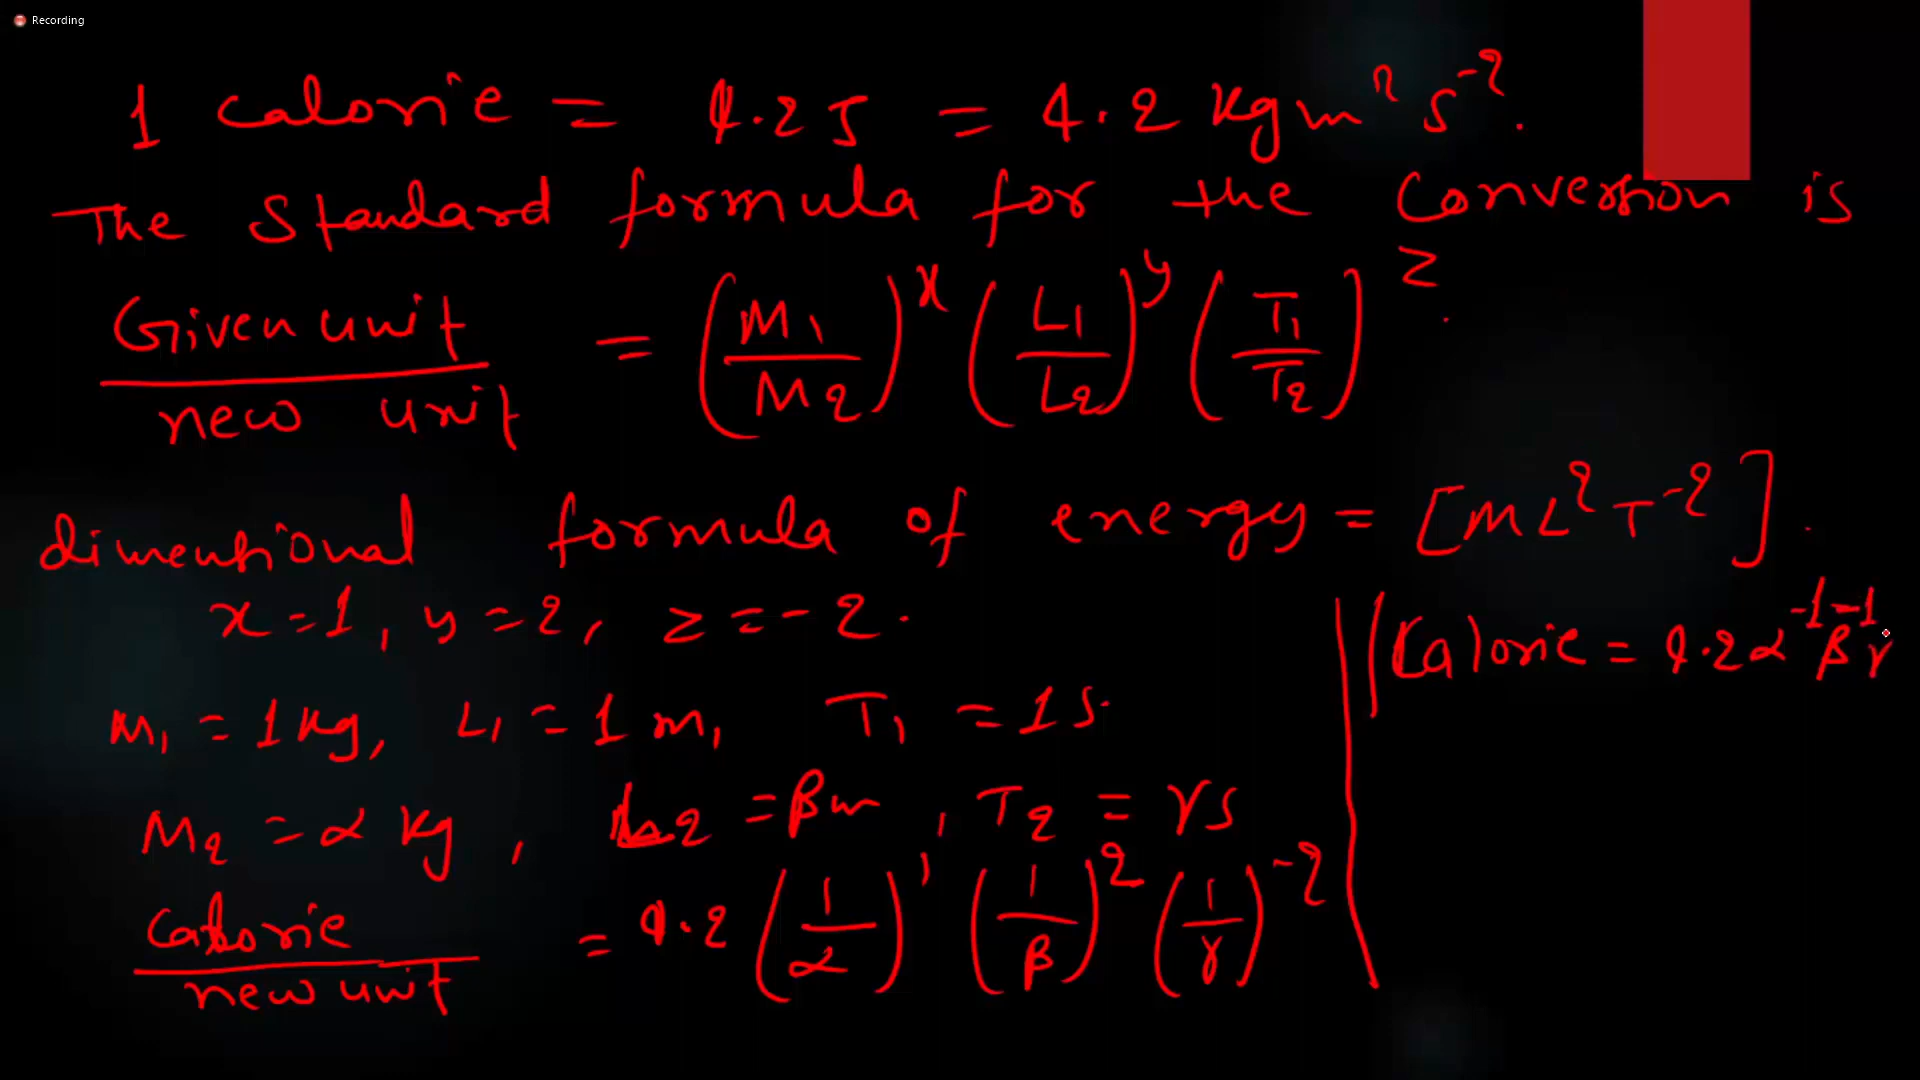 Recording
1 calorie = 4.2 J = 4.2 kg m² s⁻².
The Standard formula for the Conversion is
Given unit / new unit = (M₁/M₂)ˣ (L₁/L₂)ʸ (T₁/T₂)ᶻ.
dimensional formula of energy = [ML²T⁻²].
x = 1, y = 2, z = -2.
1 Calorie = 4.2 α⁻¹ β⁻¹ γ
M₁ = 1 kg, L₁ = 1 m, T₁ = 1 s.
M₂ = α kg, L₂ = β m, T₂ = γ s
Calorie / new unit = 4.2 (1/α)¹ (1/β)² (1/γ)⁻²